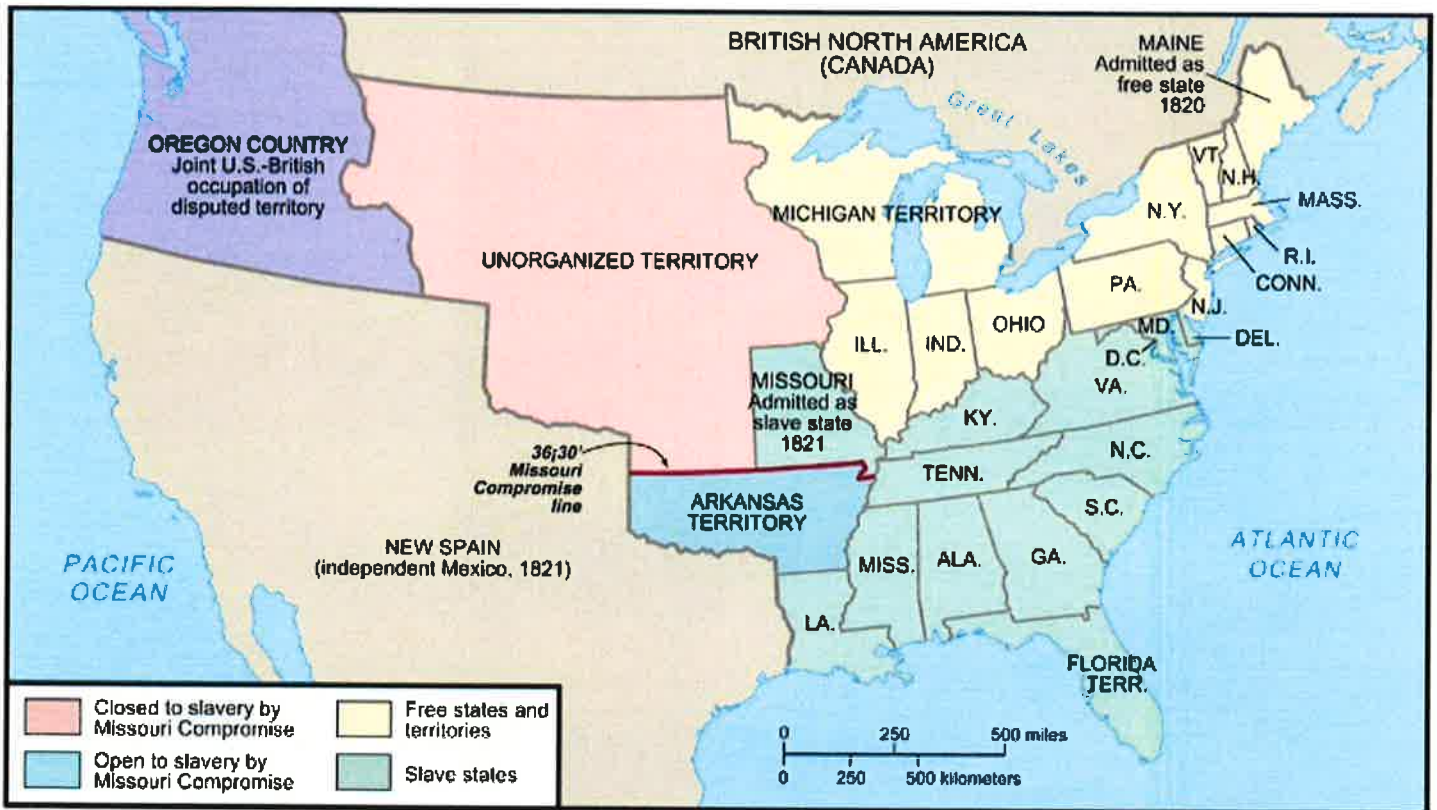 BRITISH NORTH AMERICA
(CANADA)
MAINE
Admitted as
free state
1820
Great Lakes
OREGON COUNTRY
Joint U.S.-British
occupation of
disputed territory
VT.
N.H.
MASS.
N.Y.
MICHIGAN TERRITORY
R.I.
CONN.
UNORGANIZED TERRITORY
PA.
N.J.
OHIO
ILL.
IND.
MD.
DEL.
D.C.
VA.
MISSOURI
Admitted as
slave state
1821
KY.
36¡30'
Missouri
Compromise
line
N.C.
TENN.
ARKANSAS
TERRITORY
S.C.
NEW SPAIN
(independent Mexico, 1821)
MISS.
ALA.
GA.
PACIFIC
OCEAN
ATLANTIC
OCEAN
LA.
FLORIDA
TERR.
Closed to slavery by
Missouri Compromise
Free states and
territories
Open to slavery by
Missouri Compromise
Slave states
0 250 500 miles
0 250 500 kilometers